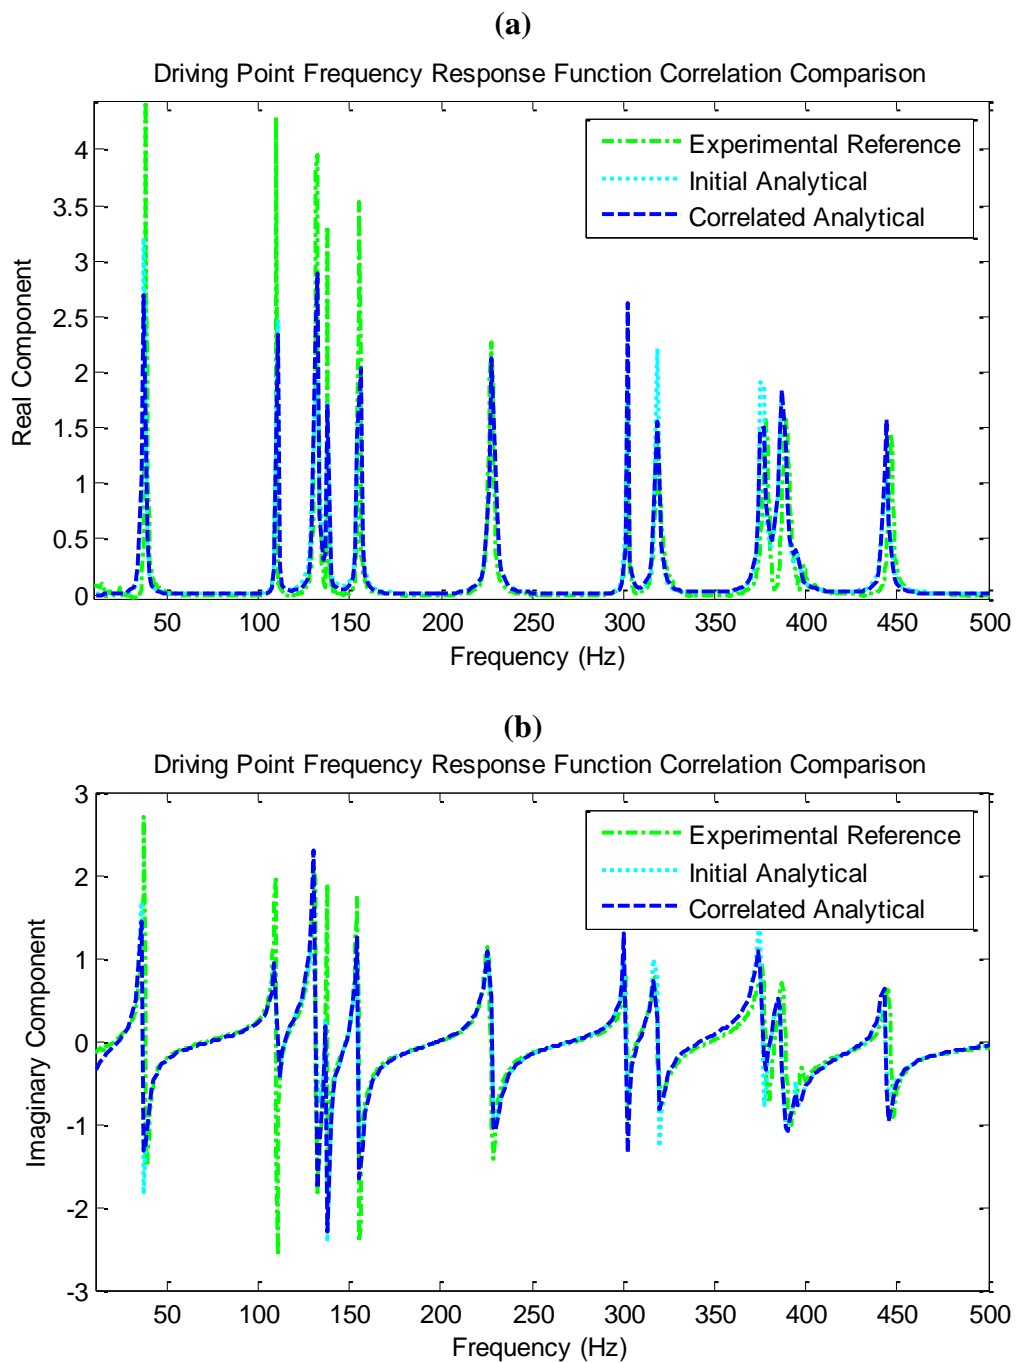 (a)
Driving Point Frequency Response Function Correlation Comparison
Experimental Reference
Initial Analytical
Correlated Analytical
Real Component
4
3.5
3
2.5
2
1.5
1
0.5
0
50 100 150 200 250 300 350 400 450 500
Frequency (Hz)
(b)
Driving Point Frequency Response Function Correlation Comparison
Experimental Reference
Initial Analytical
Correlated Analytical
Imaginary Component
3
2
1
0
-1
-2
-3
50 100 150 200 250 300 350 400 450 500
Frequency (Hz)